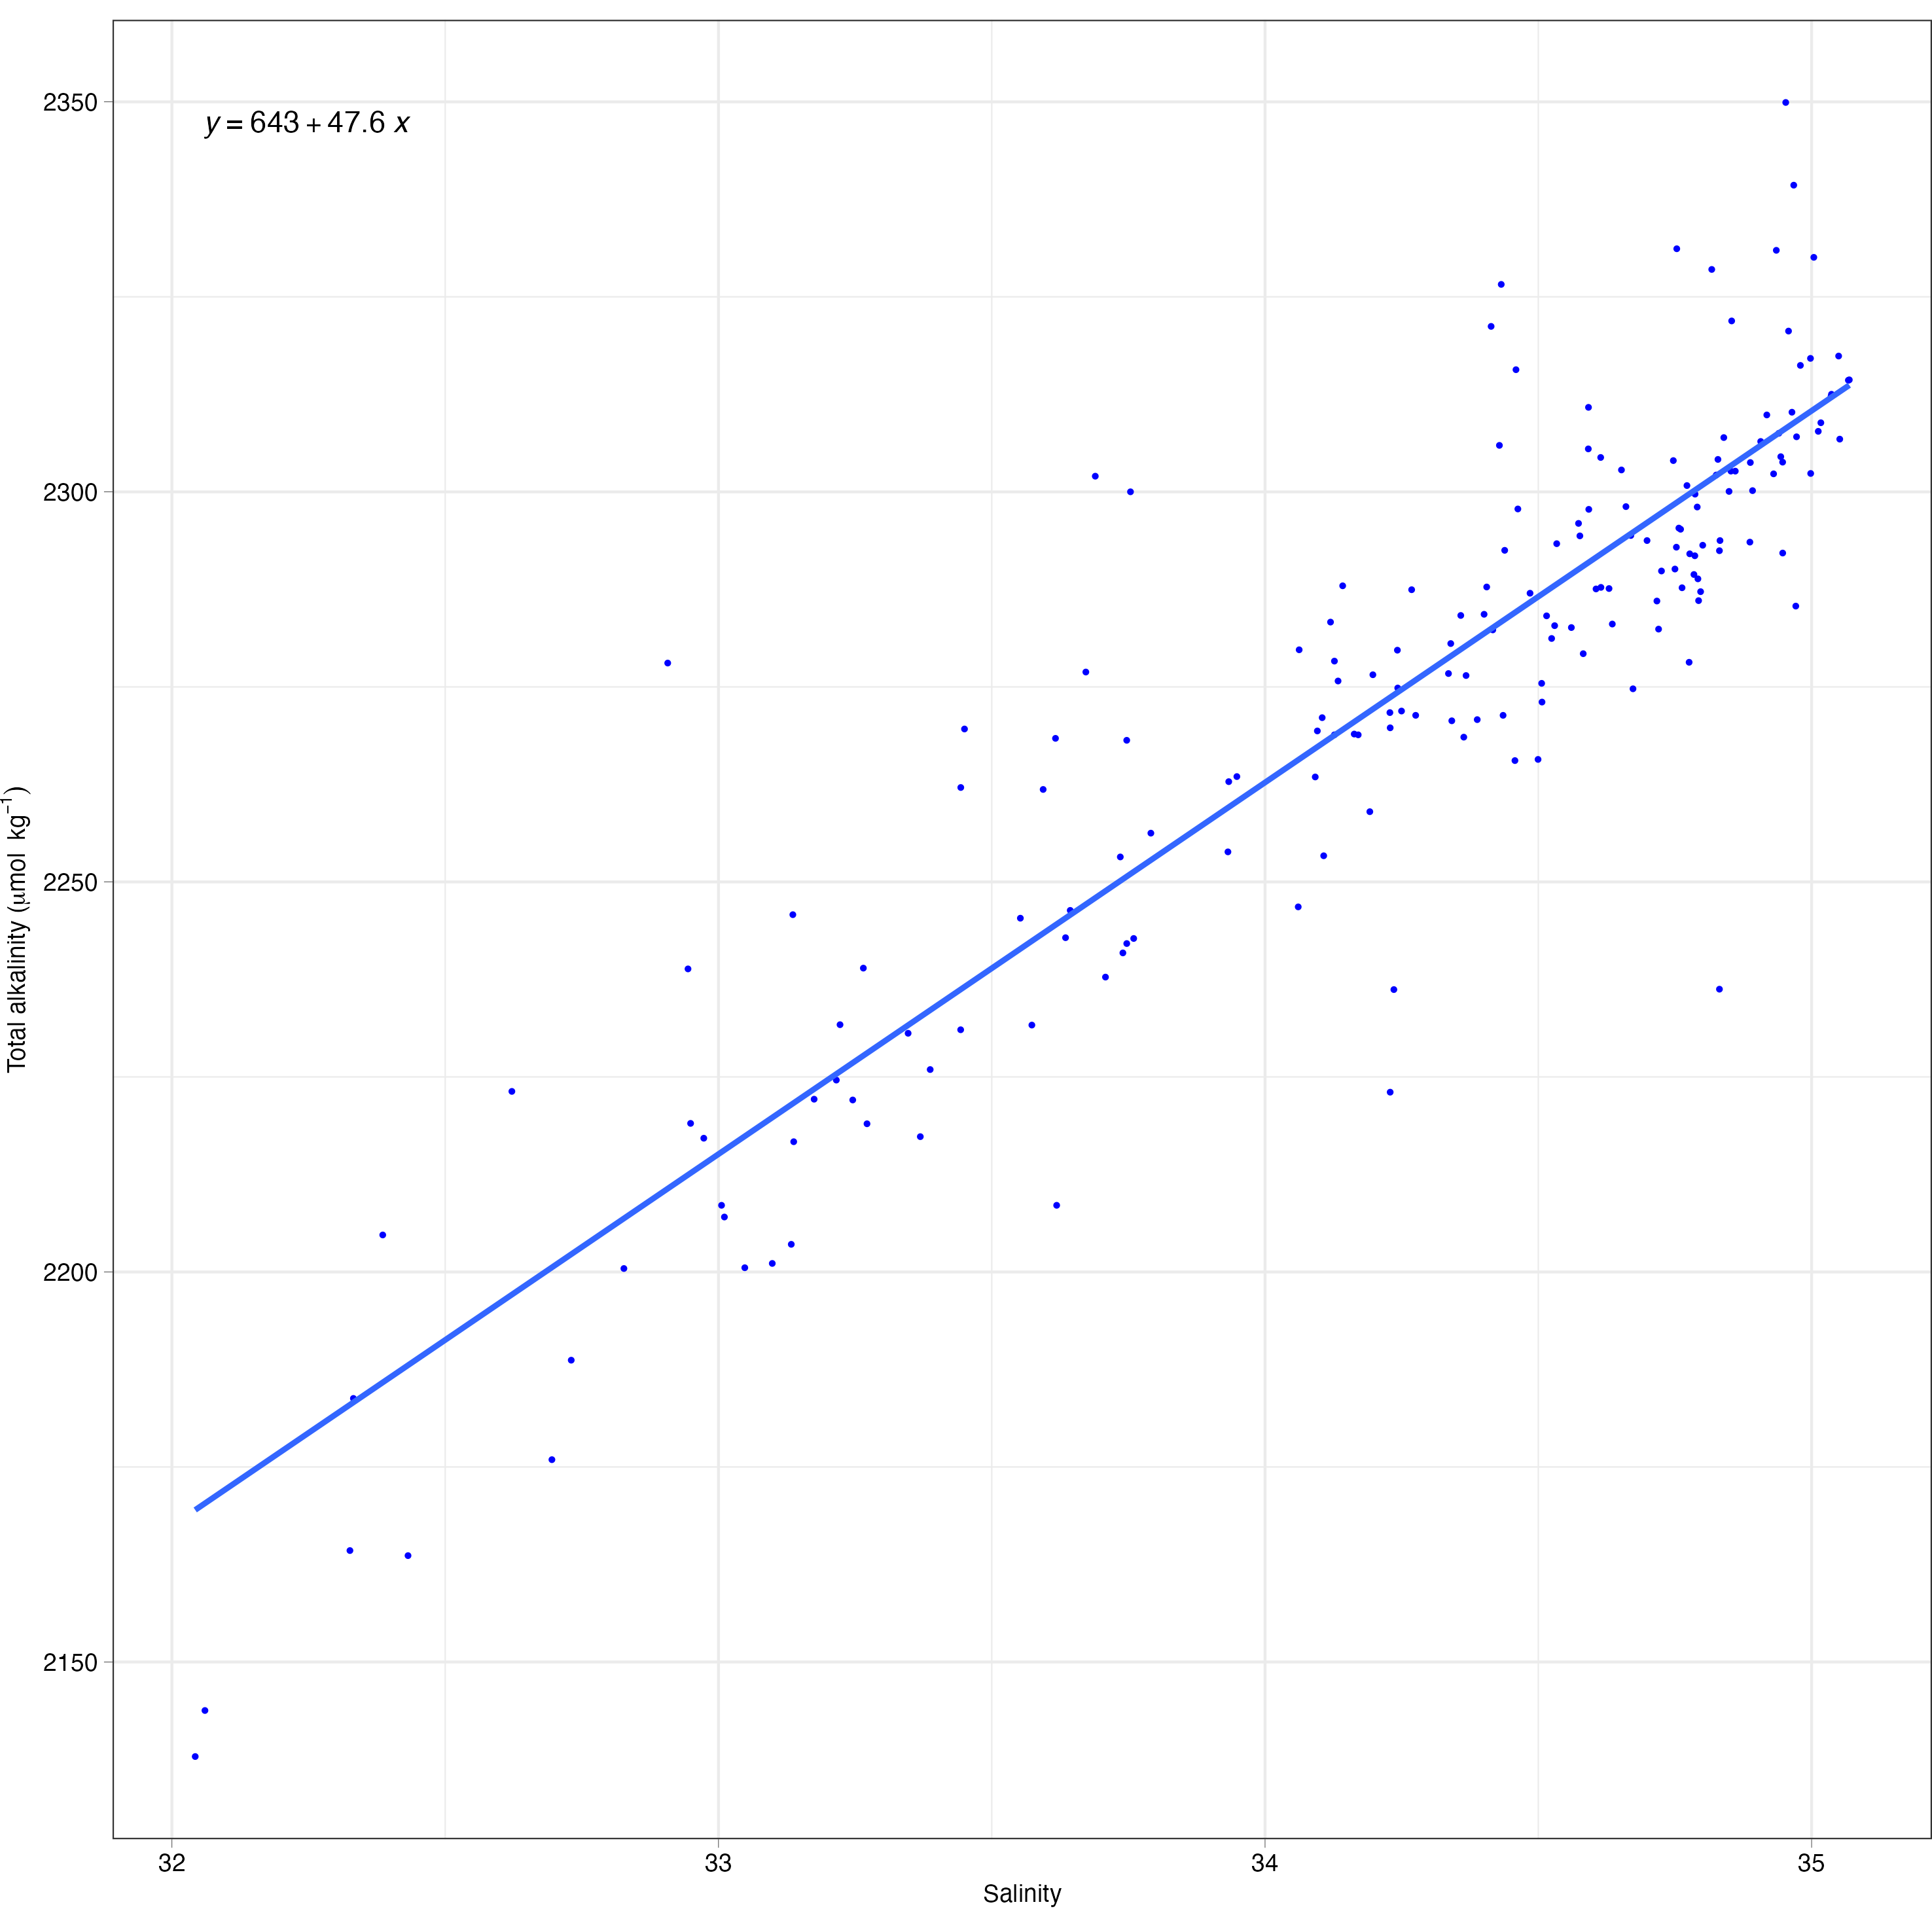 y = 643 + 47.6 x
2350
2300
2250
2200
2150
Total alkalinity (μmol kg⁻¹)
32 33 34 35
Salinity